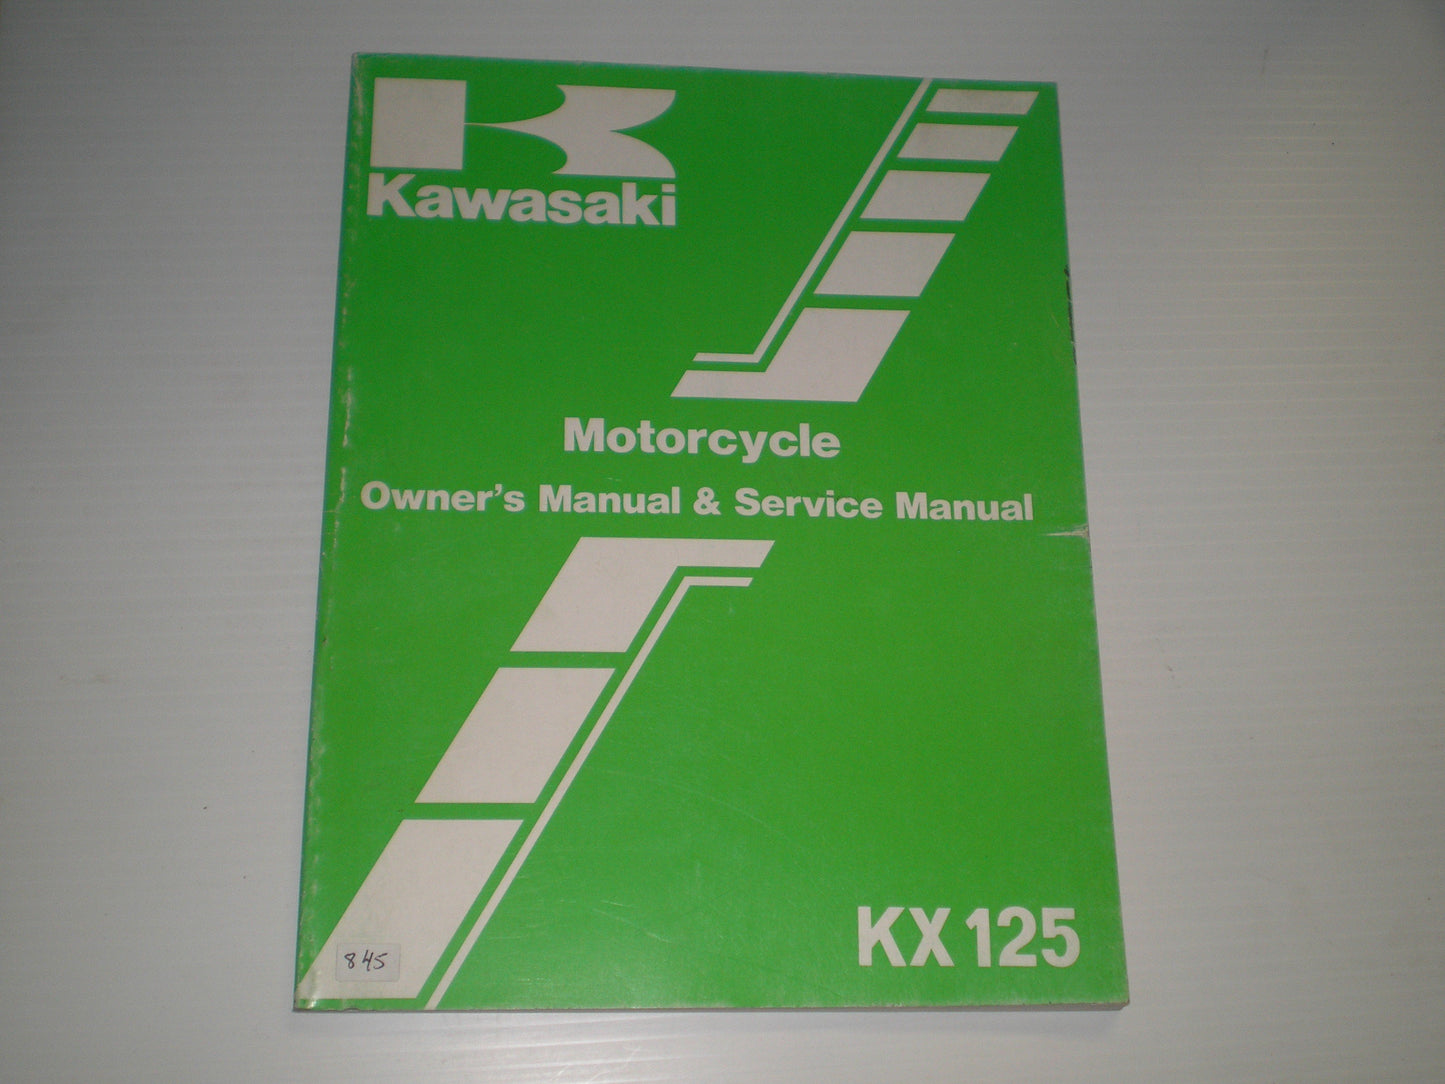 Kawasaki
Motorcycle
Owner's Manual & Service Manual
KX 125
845